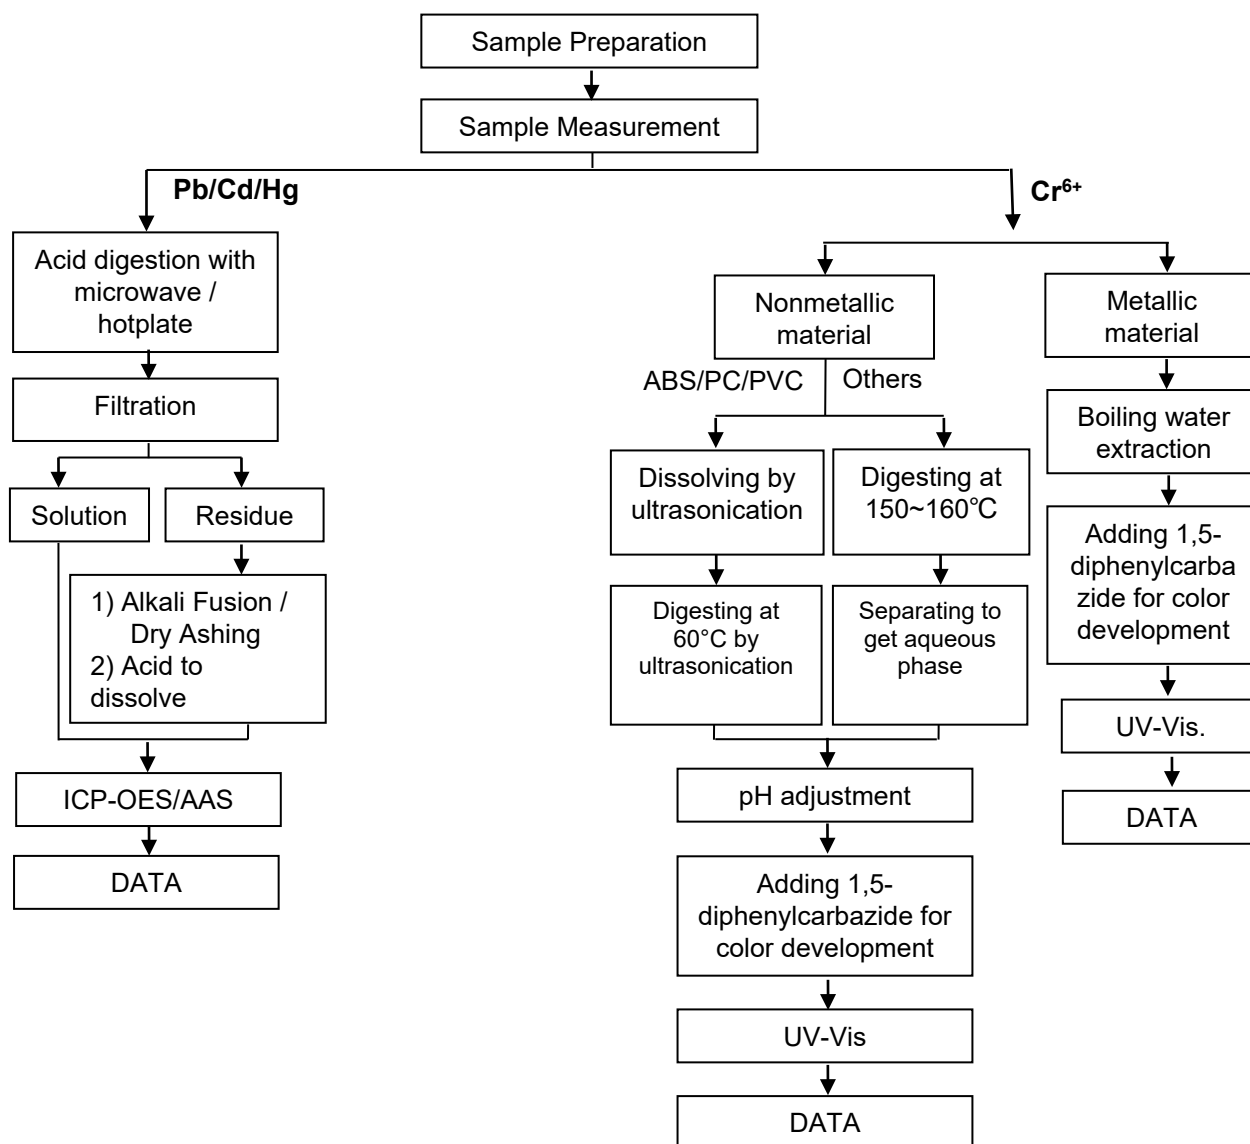 Sample Preparation
Sample Measurement
Pb/Cd/Hg
Cr⁶⁺
Acid digestion with
microwave /
hotplate
Filtration
Solution
Residue
1) Alkali Fusion /
Dry Ashing
2) Acid to
dissolve
ICP-OES/AAS
DATA
Nonmetallic
material
ABS/PC/PVC
Others
Dissolving by
ultrasonication
Digesting at
150~160℃
Digesting at
60°C by
ultrasonication
Separating to
get aqueous
phase
pH adjustment
Adding 1,5-
diphenylcarbazide for
color development
UV-Vis
DATA
Metallic
material
Boiling water
extraction
Adding 1,5-
diphenylcarba
zide for color
development
UV-Vis.
DATA